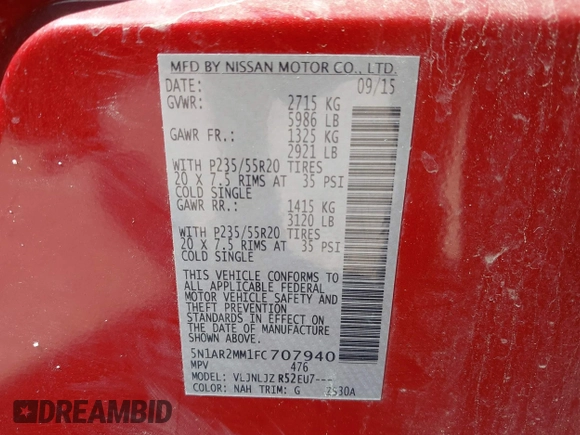 MFD BY NISSAN MOTOR CO., LTD.
DATE: 09/15
GVWR: 2715 KG
5986 LB
GAWR FR.: 1325 KG
2921 LB
WITH P235/55R20 TIRES
20 X 7.5 RIMS AT 35 PSI
COLD SINGLE
GAWR RR.: 1415 KG
3120 LB
WITH P235/55R20 TIRES
20 X 7.5 RIMS AT 35 PSI
COLD SINGLE
THIS VEHICLE CONFORMS TO
ALL APPLICABLE FEDERAL
MOTOR VEHICLE SAFETY AND
THEFT PREVENTION
STANDARDS IN EFFECT ON
THE DATE OF MANUFACTURE
SHOWN ABOVE.
5N1AR2MM1FC707940
MPV 476
MODEL: VLJNLJZ R52EU7---
COLOR: NAH TRIM: G 2S30A
DREAMBID
DREAMBID